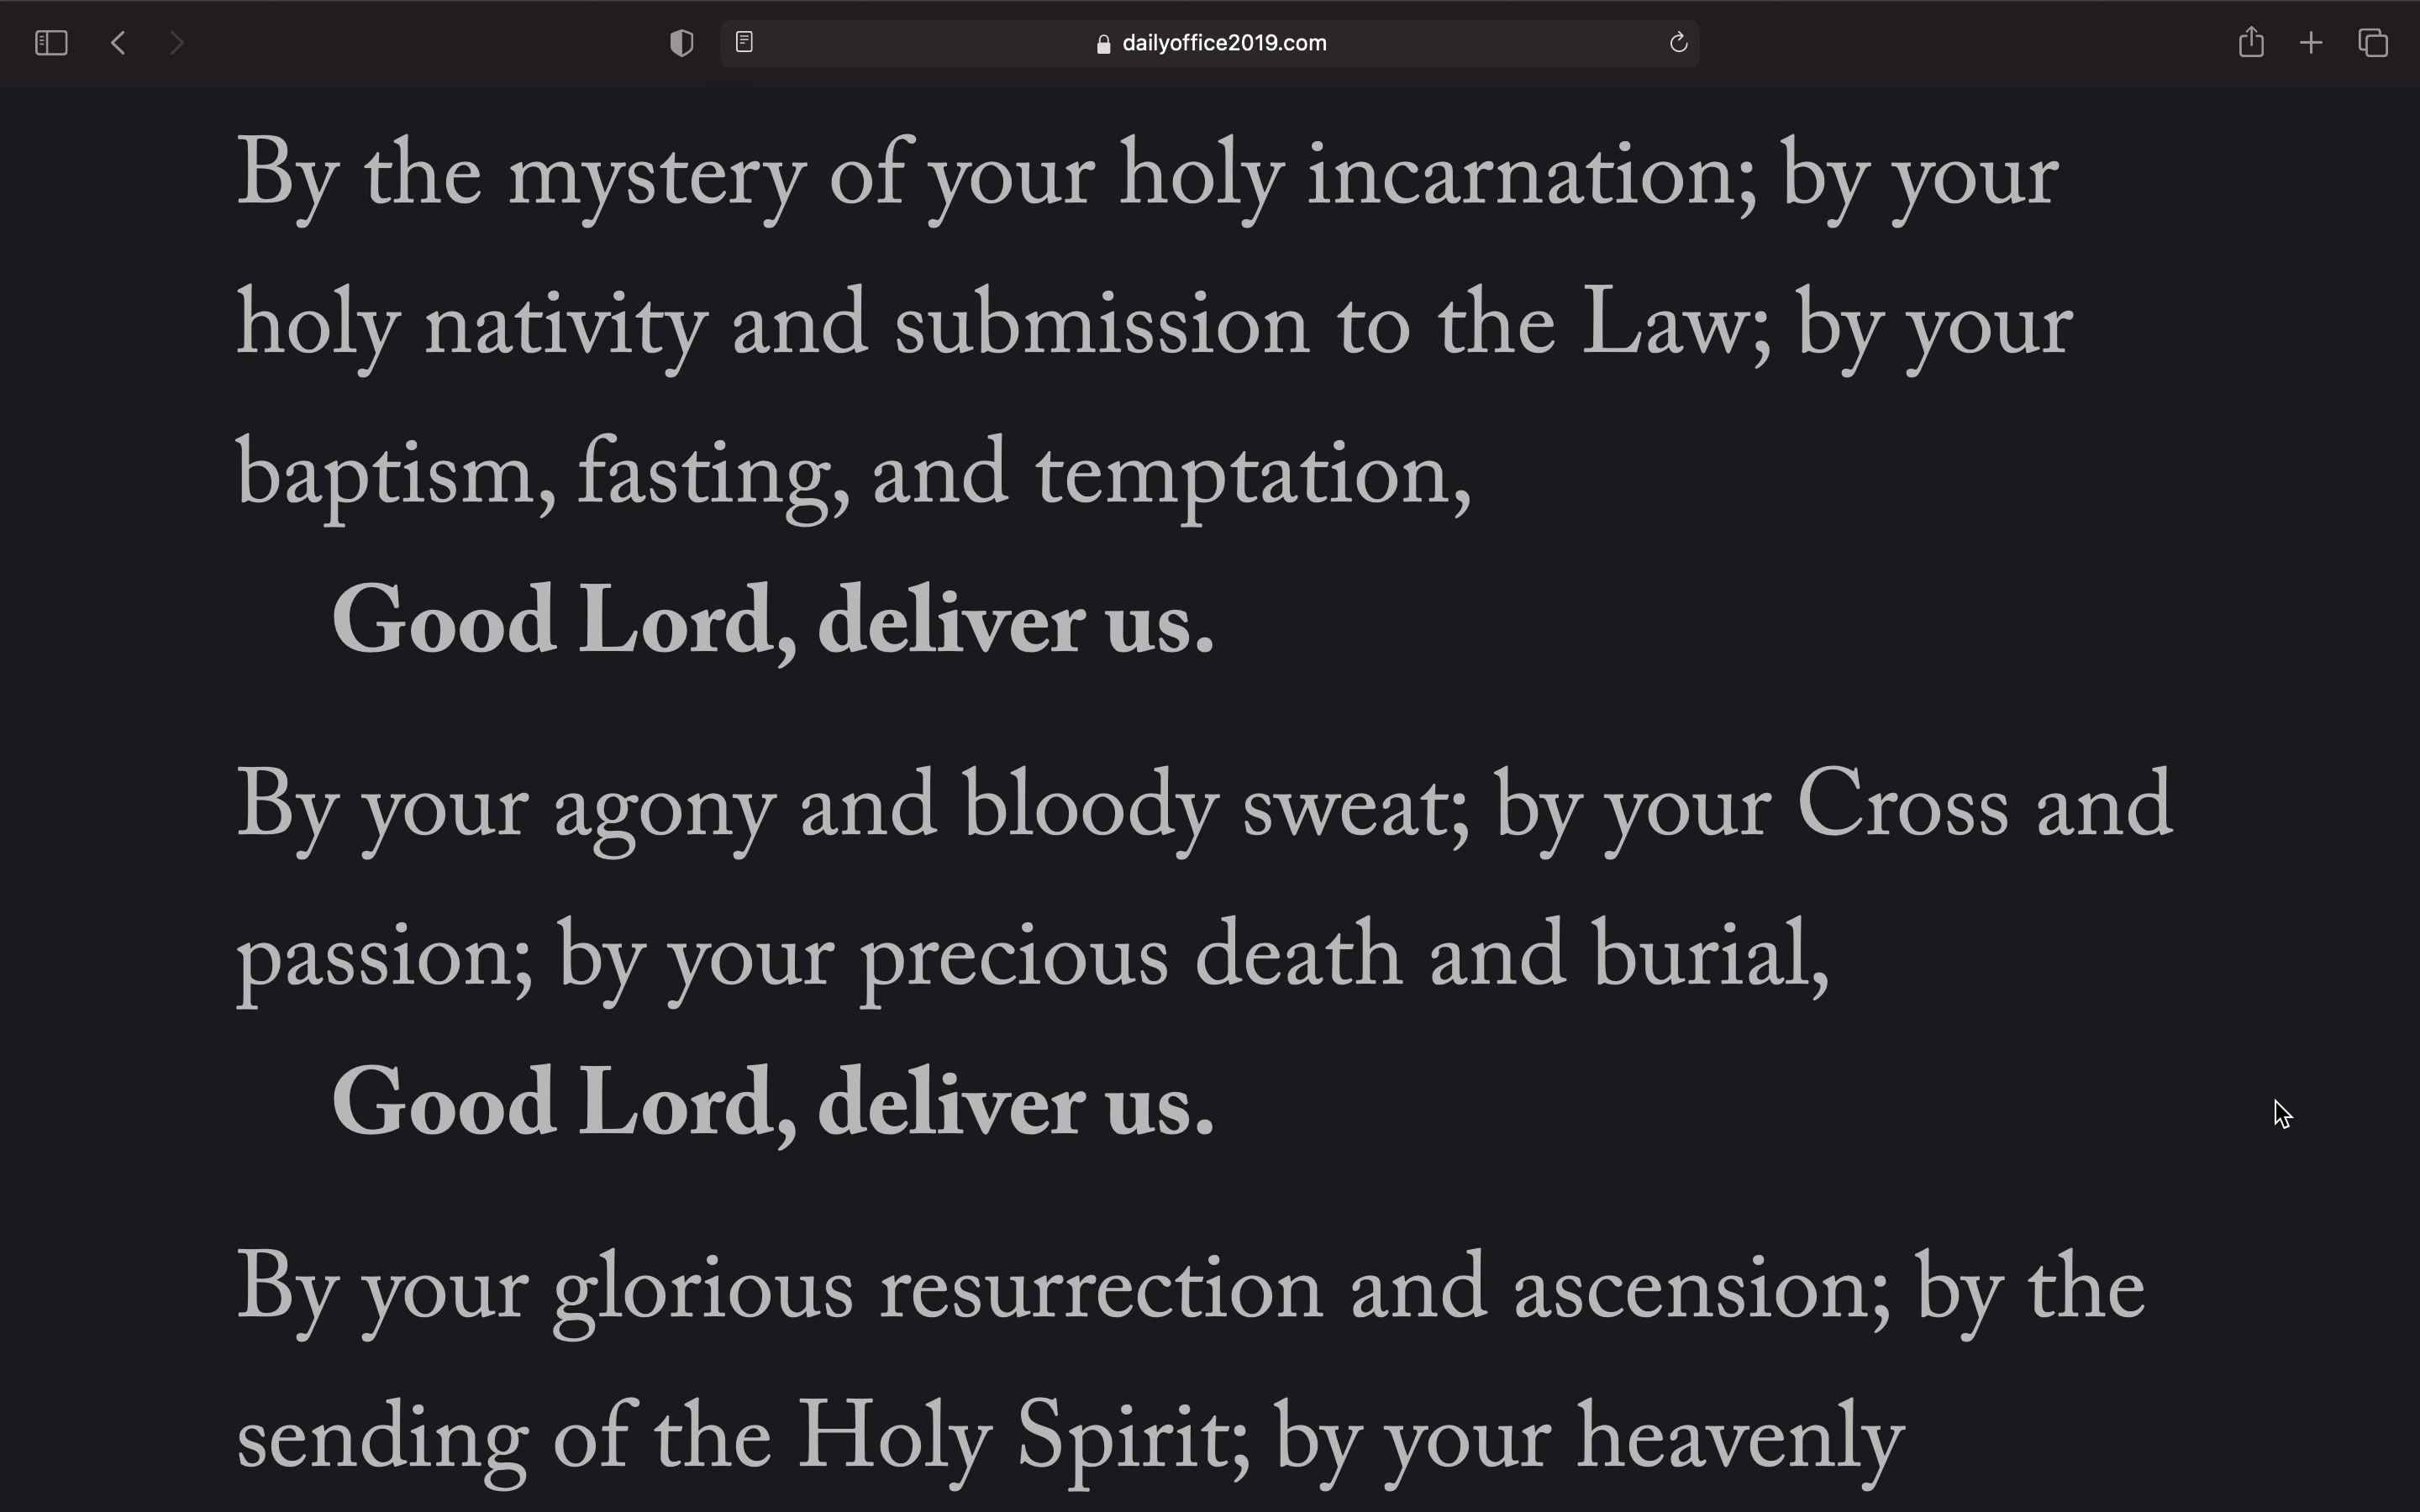 dailyoffice2019.com
By the mystery of your holy incarnation; by your
holy nativity and submission to the Law; by your
baptism, fasting, and temptation,
Good Lord, deliver us.
By your agony and bloody sweat; by your Cross and
passion; by your precious death and burial,
Good Lord, deliver us.
By your glorious resurrection and ascension; by the
sending of the Holy Spirit; by your heavenly